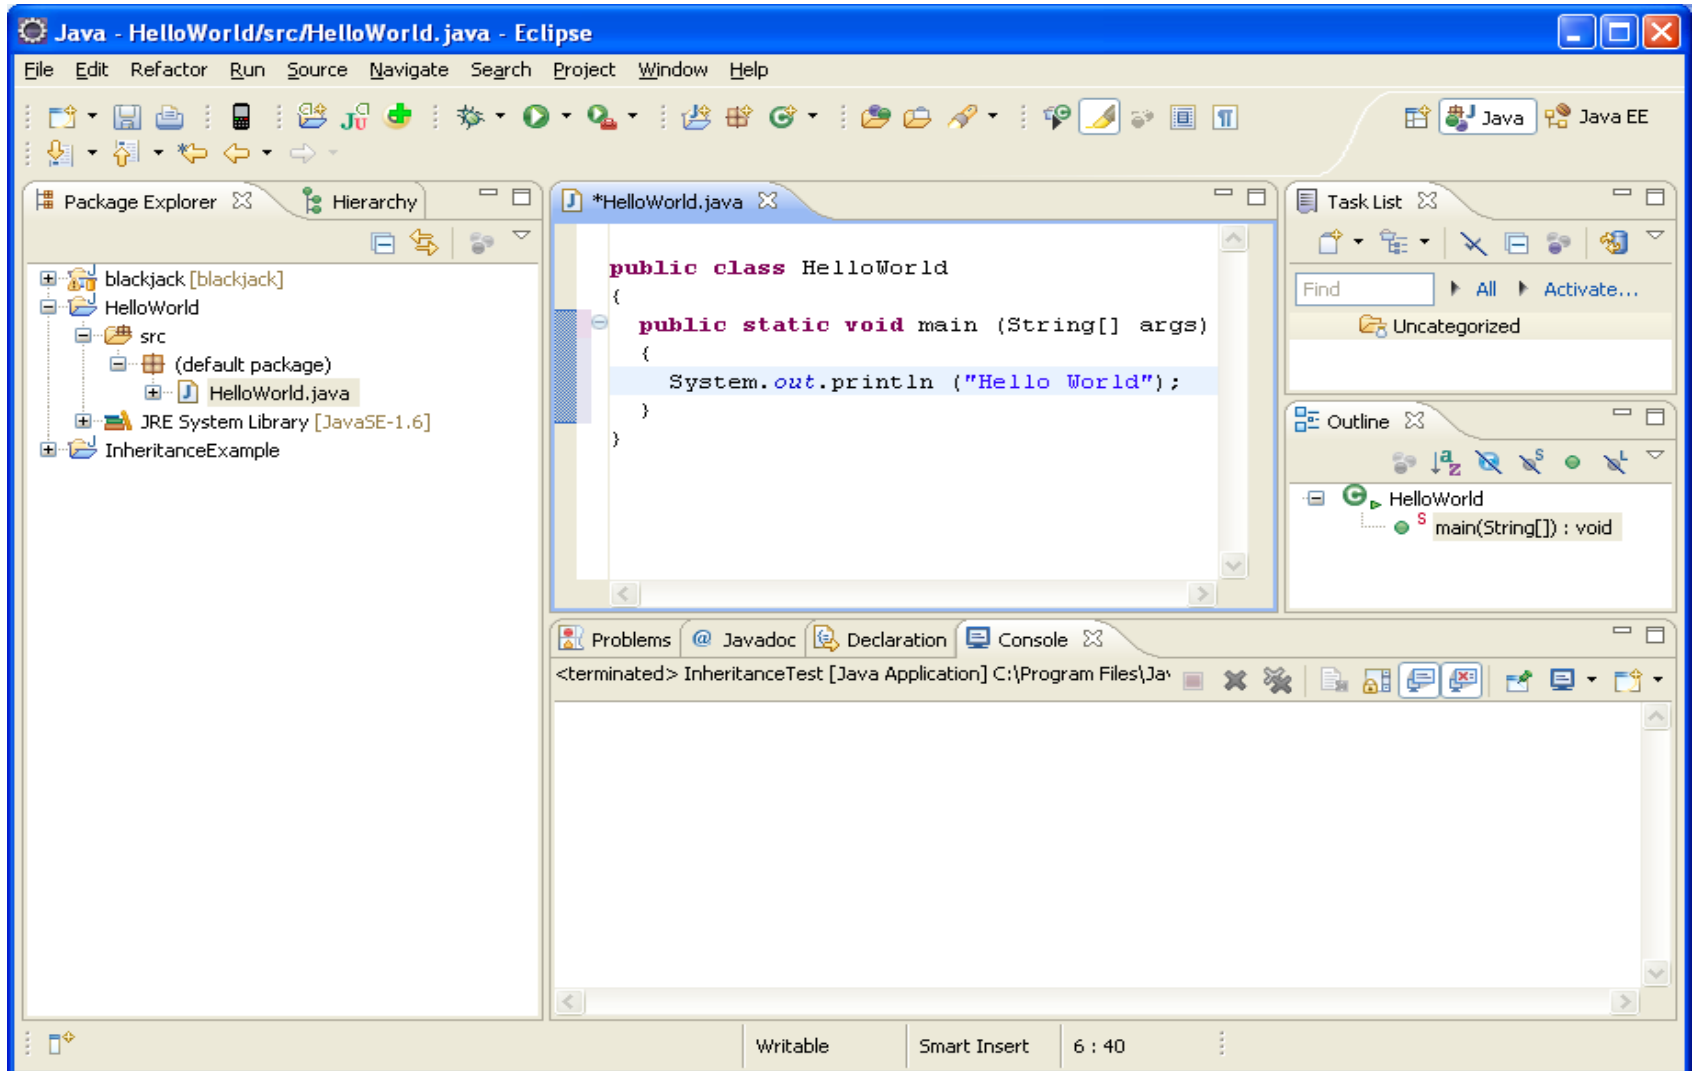 Java - HelloWorld/src/HelloWorld.java - Eclipse
File Edit Refactor Run Source Navigate Search Project Window Help
Java Java EE
Package Explorer Hierarchy
blackjack [blackjack]
HelloWorld
src
(default package)
HelloWorld.java
JRE System Library [JavaSE-1.6]
InheritanceExample
*HelloWorld.java
public class HelloWorld
{
public static void main (String[] args)
{
System.out.println ("Hello World");
}
}
Task List
Find All Activate...
Uncategorized
Outline
HelloWorld
main(String[]) : void
Problems @ Javadoc Declaration Console
<terminated> InheritanceTest [Java Application] C:\Program Files\Jav
Writable Smart Insert 6 : 40